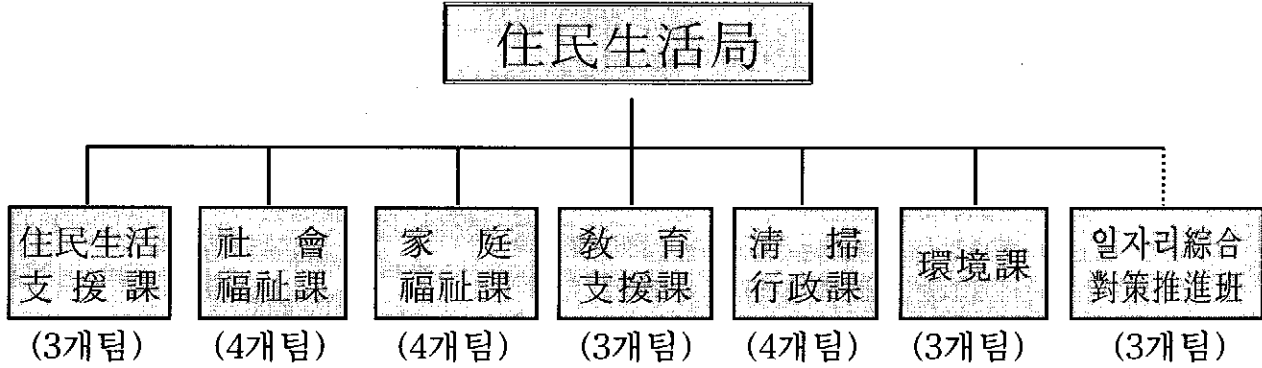 住民生活局
住民生活
支援課
社會
福祉課
家庭
福祉課
敎育
支援課
淸掃
行政課
環境課
일자리綜合
對策推進班
(3개팀)
(4개팀)
(4개팀)
(3개팀)
(4개팀)
(3개팀)
(3개팀)